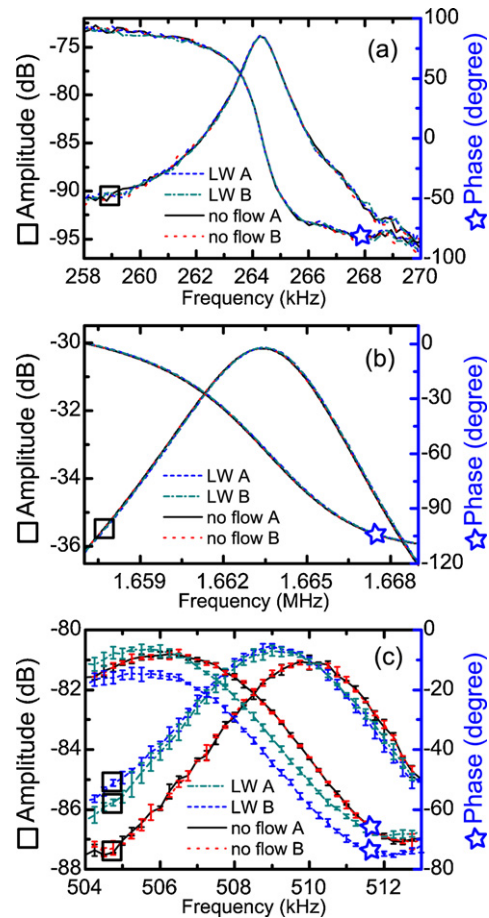 (a)
Amplitude (dB)
-75
-80
-85
-90
-95
LW A
LW B
no flow A
no flow B
100
50
0
-50
-100
Phase (degree)
258 260 262 264 266 268 270
Frequency (kHz)
(b)
Amplitude (dB)
-30
-32
-34
-36
LW A
LW B
no flow A
no flow B
0
-30
-60
-90
-120
Phase (degree)
1.659 1.662 1.665 1.668
Frequency (MHz)
(c)
Amplitude (dB)
-80
-82
-84
-86
-88
LW A
LW B
no flow A
no flow B
0
-20
-40
-60
-80
Phase (degree)
504 506 508 510 512
Frequency (kHz)